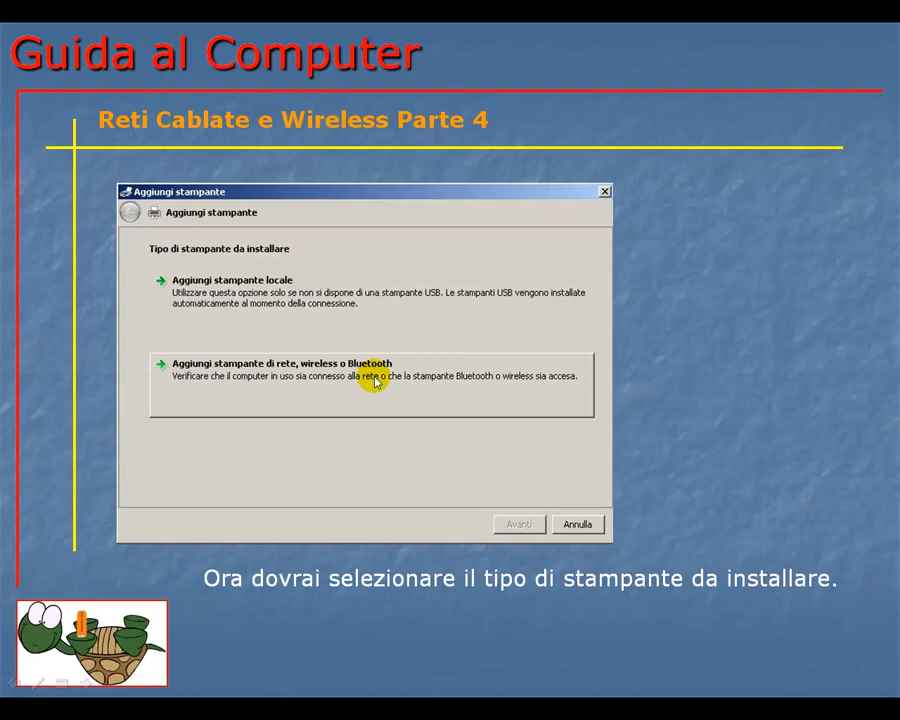 Guida al Computer
Reti Cablate e Wireless Parte 4
Aggiungi stampante
Aggiungi stampante
Tipo di stampante da installare
Aggiungi stampante locale
Utilizzare questa opzione solo se non si dispone di una stampante USB. Le stampanti USB vengono installate
automaticamente al momento della connessione.
Aggiungi stampante di rete, wireless o Bluetooth
Verificare che il computer in uso sia connesso alla rete o che la stampante Bluetooth o wireless sia accesa.
Avanti
Annulla
Ora dovrai selezionare il tipo di stampante da installare.